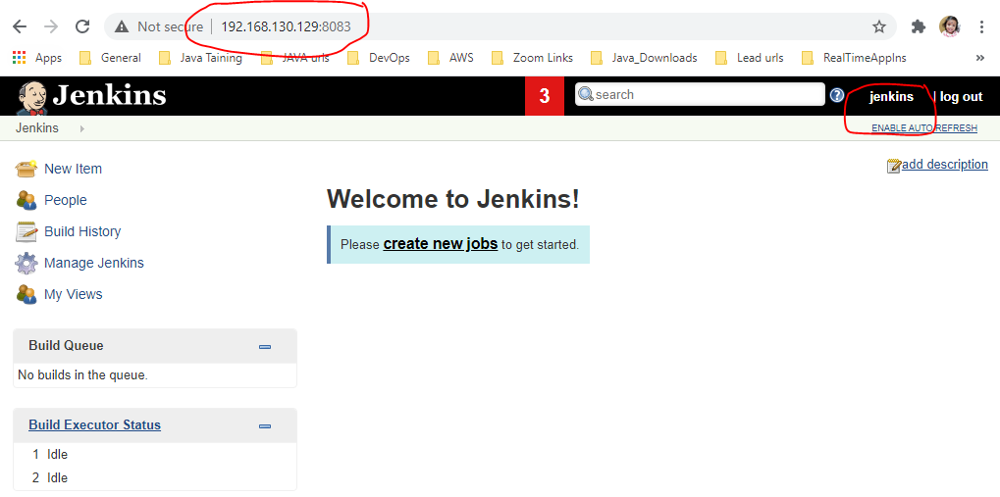 Not secure | 192.168.130.129:8083
Apps General Java Taining JAVA urls DevOps AWS Zoom Links Java_Downloads Lead urls RealTimeAppIns »
Jenkins 3 search ? jenkins | log out
Jenkins ENABLE AUTO REFRESH
New Item
People
Build History
Manage Jenkins
My Views
add description
Welcome to Jenkins!
Please create new jobs to get started.
Build Queue
No builds in the queue.
Build Executor Status
1 Idle
2 Idle